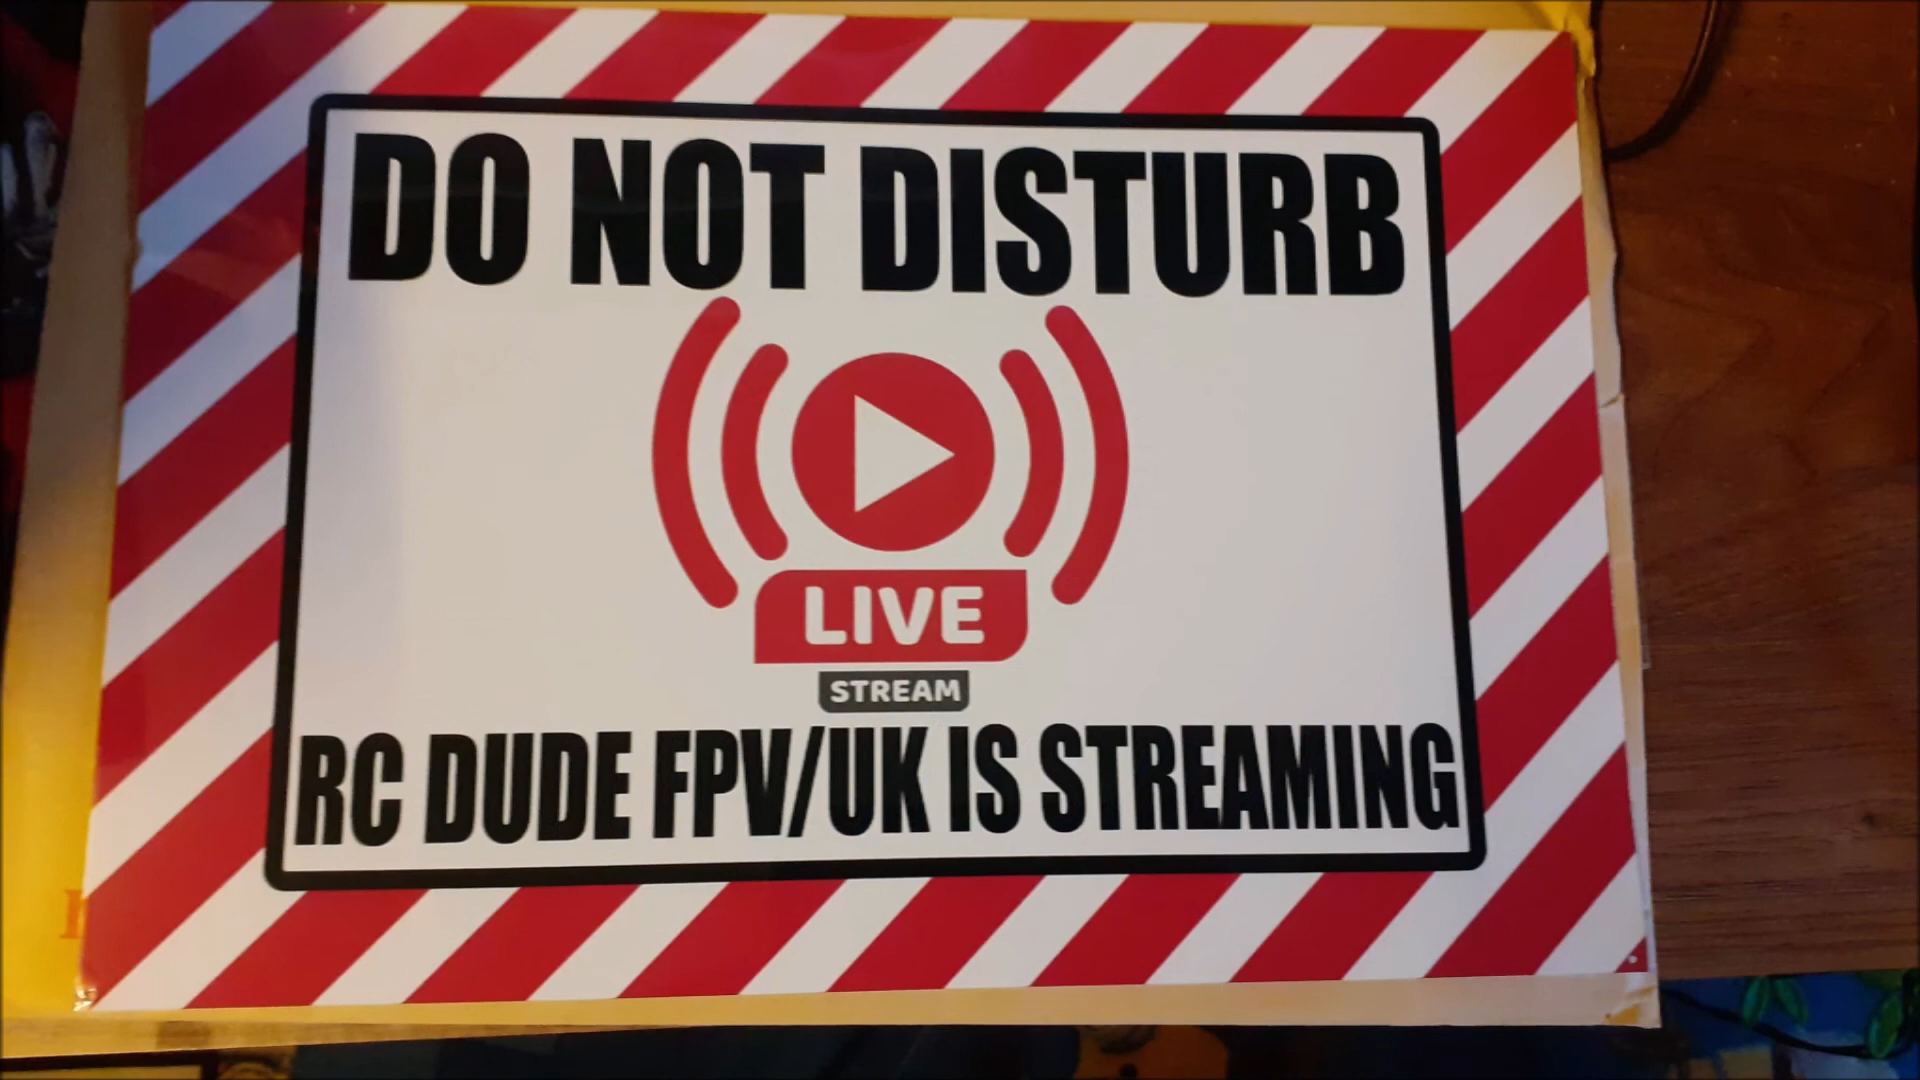 DO NOT DISTURB
LIVE
STREAM
RC DUDE FPV/UK IS STREAMING